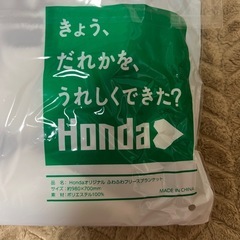 きょう、
だれかを、
うれしくできた?
Honda
品 名：Hondaオリジナル ふわふわフリースブランケット
サイズ：約980×700mm
素 材：ポリエステル100%
MADE IN CHINA